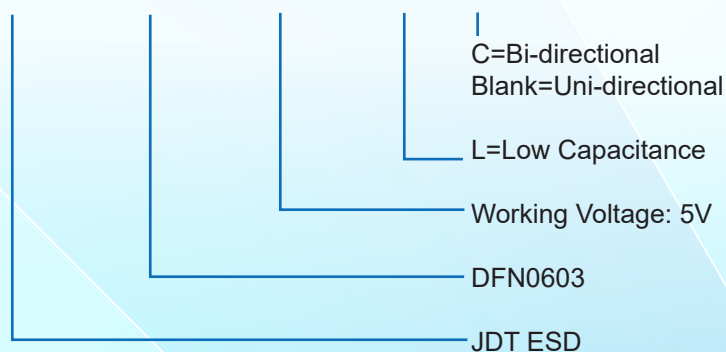 C=Bi-directional
Blank=Uni-directional
L=Low Capacitance
Working Voltage: 5V
DFN0603
JDT ESD